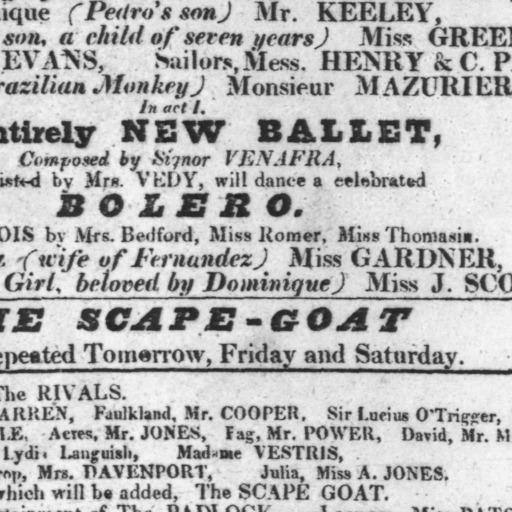 ique (Pedro's son) Mr. KEELEY,
son, a child of seven years) Miss GREE
EVANS, Sailors, Mess. HENRY & C. P
razilian Monkey) Monsieur MAZURIER
In act I.
ntirely NEW BALLET,
Composed by Signor VENAFRA,
isted by Mrs. VEDY, will dance a celebrated
BOLERO.
OIS by Mrs. Bedford, Miss Romer, Miss Thomasin.
(wife of Fernandez) Miss GARDNER,
Girl, beloved by Dominique) Miss J. SCO
HE SCAPE-GOAT
epeated Tomorrow, Friday and Saturday.
The RIVALS.
ARREN, Faulkland, Mr. COOPER, Sir Lucius O'Trigger,
LE, Acres, Mr. JONES, Fag, Mr. POWER, David, Mr. M
Lydia Languish, Madame VESTRIS,
rop, Mrs. DAVENPORT, Julia, Miss A. JONES.
which will be added, The SCAPE GOAT.